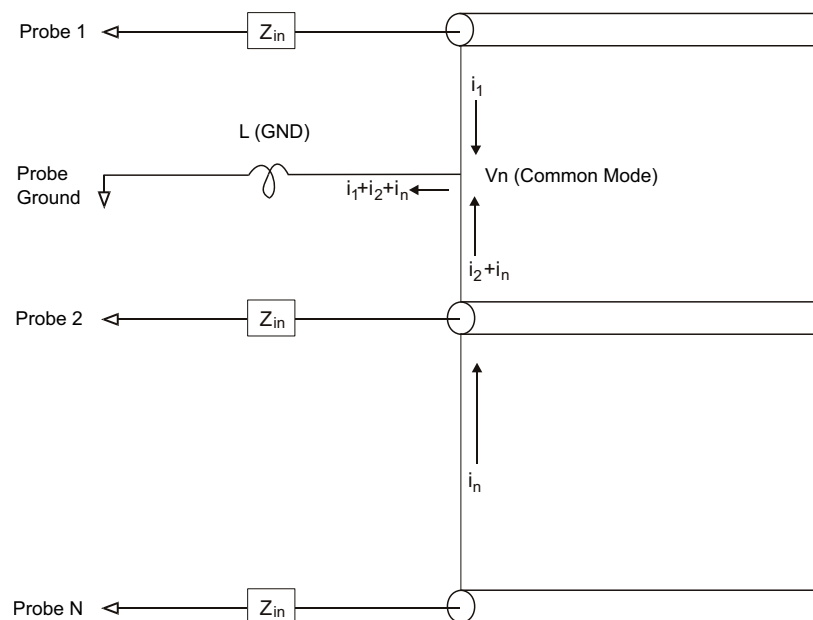 Probe 1
Zin
i1
L (GND)
Probe
Ground
i1+i2+in
Vn (Common Mode)
i2+in
Probe 2
Zin
in
Probe N
Zin